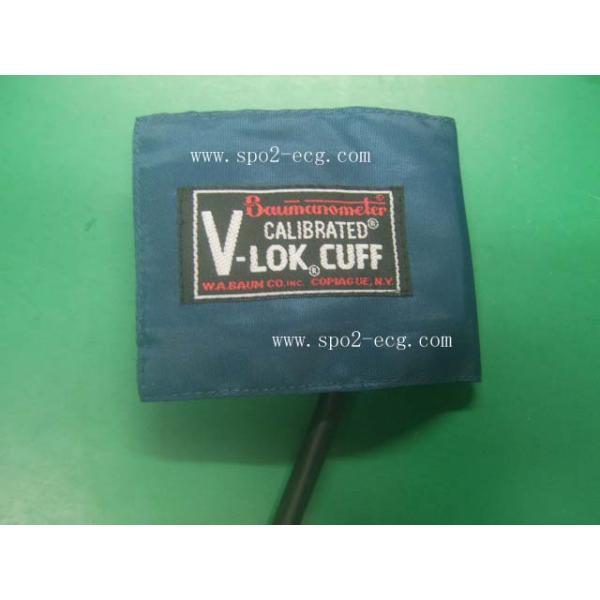 www.spo2-ecg.com
Baumanometer ©
CALIBRATED®
V-LOK® CUFF
W.A.BAUM CO.INC. COPIAGUE, N.Y.
www.spo2-ecg.com